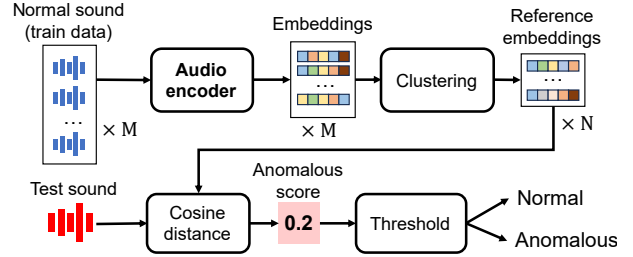 Normal sound
(train data)
...
× M
Audio
encoder
Embeddings
...
× M
Clustering
Reference
embeddings
...
× N
Test sound
Cosine
distance
Anomalous
score
0.2
Threshold
Normal
Anomalous